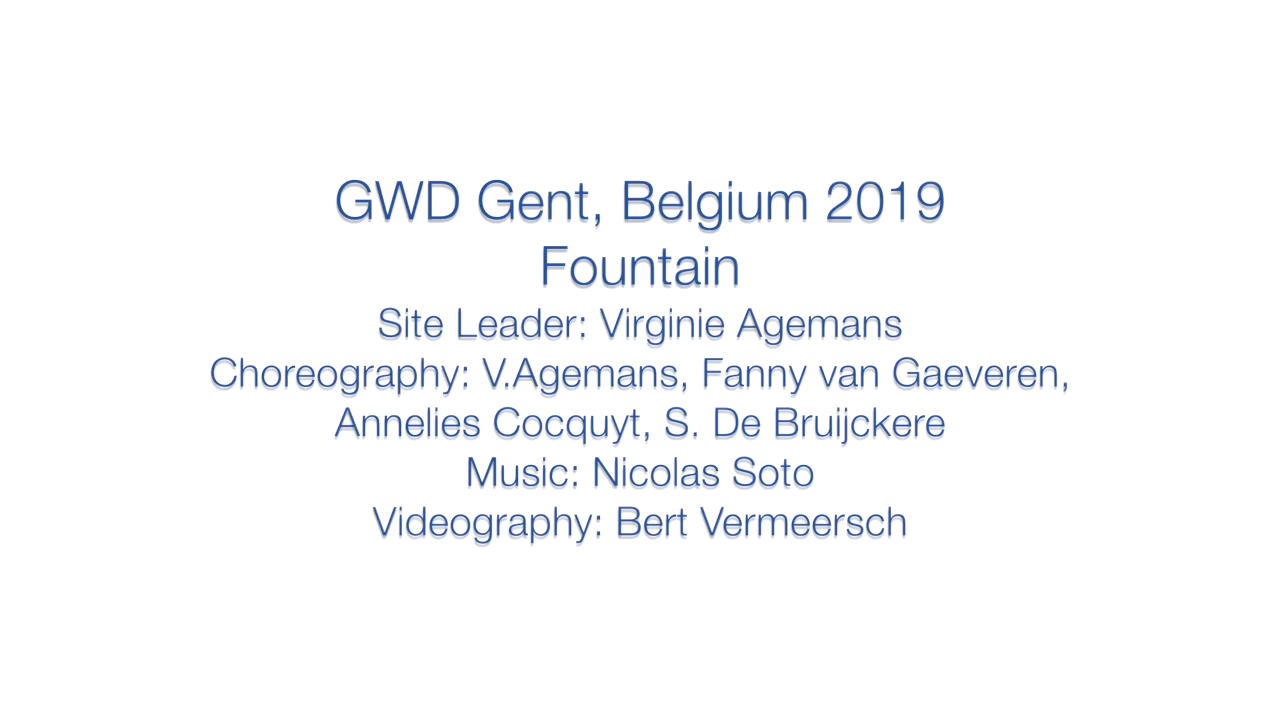 GWD Gent, Belgium 2019
Fountain
Site Leader: Virginie Agemans
Choreography: V.Agemans, Fanny van Gaeveren,
Annelies Cocquyt, S. De Bruijckere
Music: Nicolas Soto
Videography: Bert Vermeersch